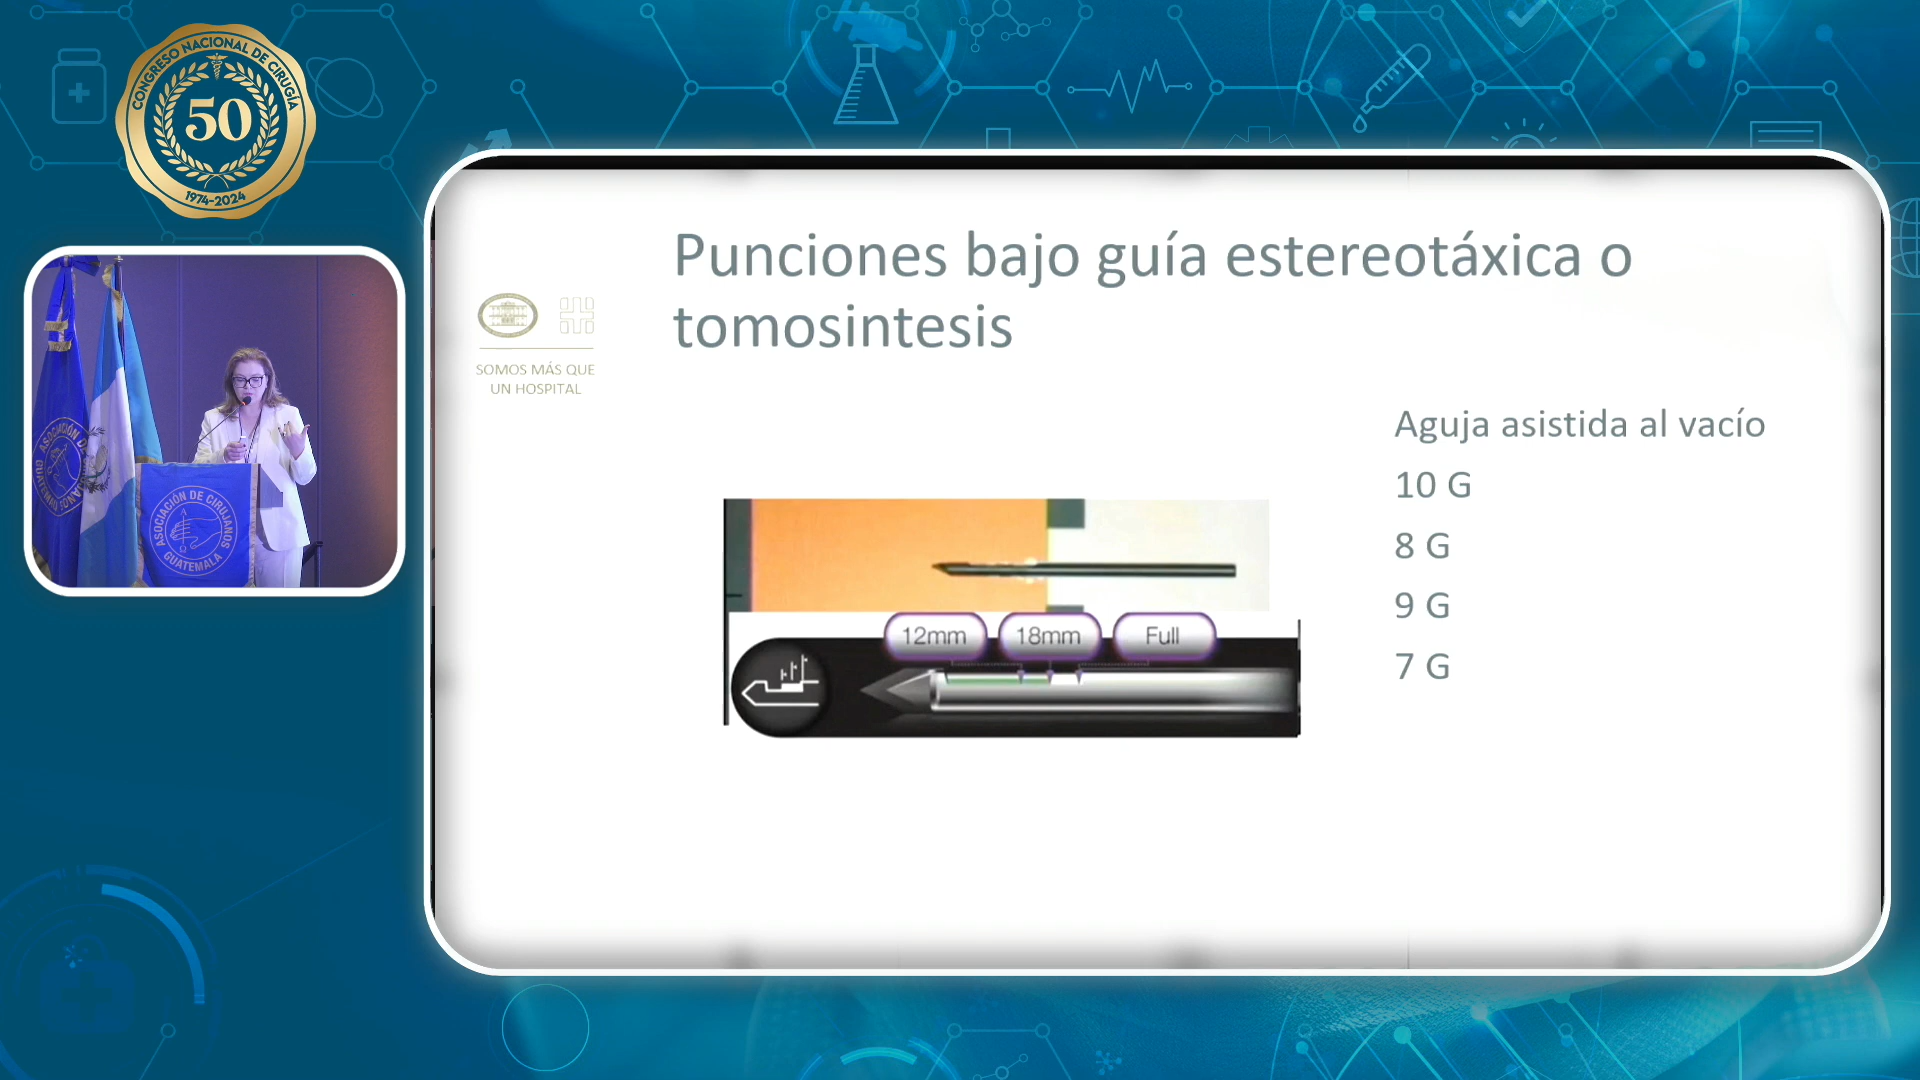 CONGRESO NACIONAL DE CIRUGÍA
50
1974-2024
Punciones bajo guía estereotáxica o
tomosintesis
SOMOS MÁS QUE
UN HOSPITAL
Aguja asistida al vacío
10 G
8 G
9 G
7 G
12mm
18mm
Full
ASOCIACIÓN DE CIRUJANOS
GUATEMALA